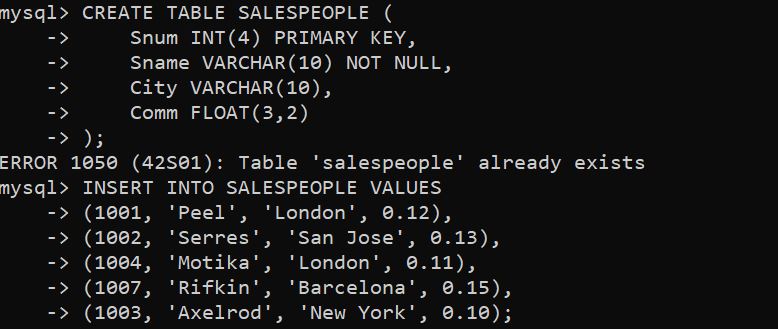 mysql> CREATE TABLE SALESPEOPLE (
    ->     Snum INT(4) PRIMARY KEY,
    ->     Sname VARCHAR(10) NOT NULL,
    ->     City VARCHAR(10),
    ->     Comm FLOAT(3,2)
    -> );
ERROR 1050 (42S01): Table 'salespeople' already exists
mysql> INSERT INTO SALESPEOPLE VALUES
    -> (1001, 'Peel', 'London', 0.12),
    -> (1002, 'Serres', 'San Jose', 0.13),
    -> (1004, 'Motika', 'London', 0.11),
    -> (1007, 'Rifkin', 'Barcelona', 0.15),
    -> (1003, 'Axelrod', 'New York', 0.10);